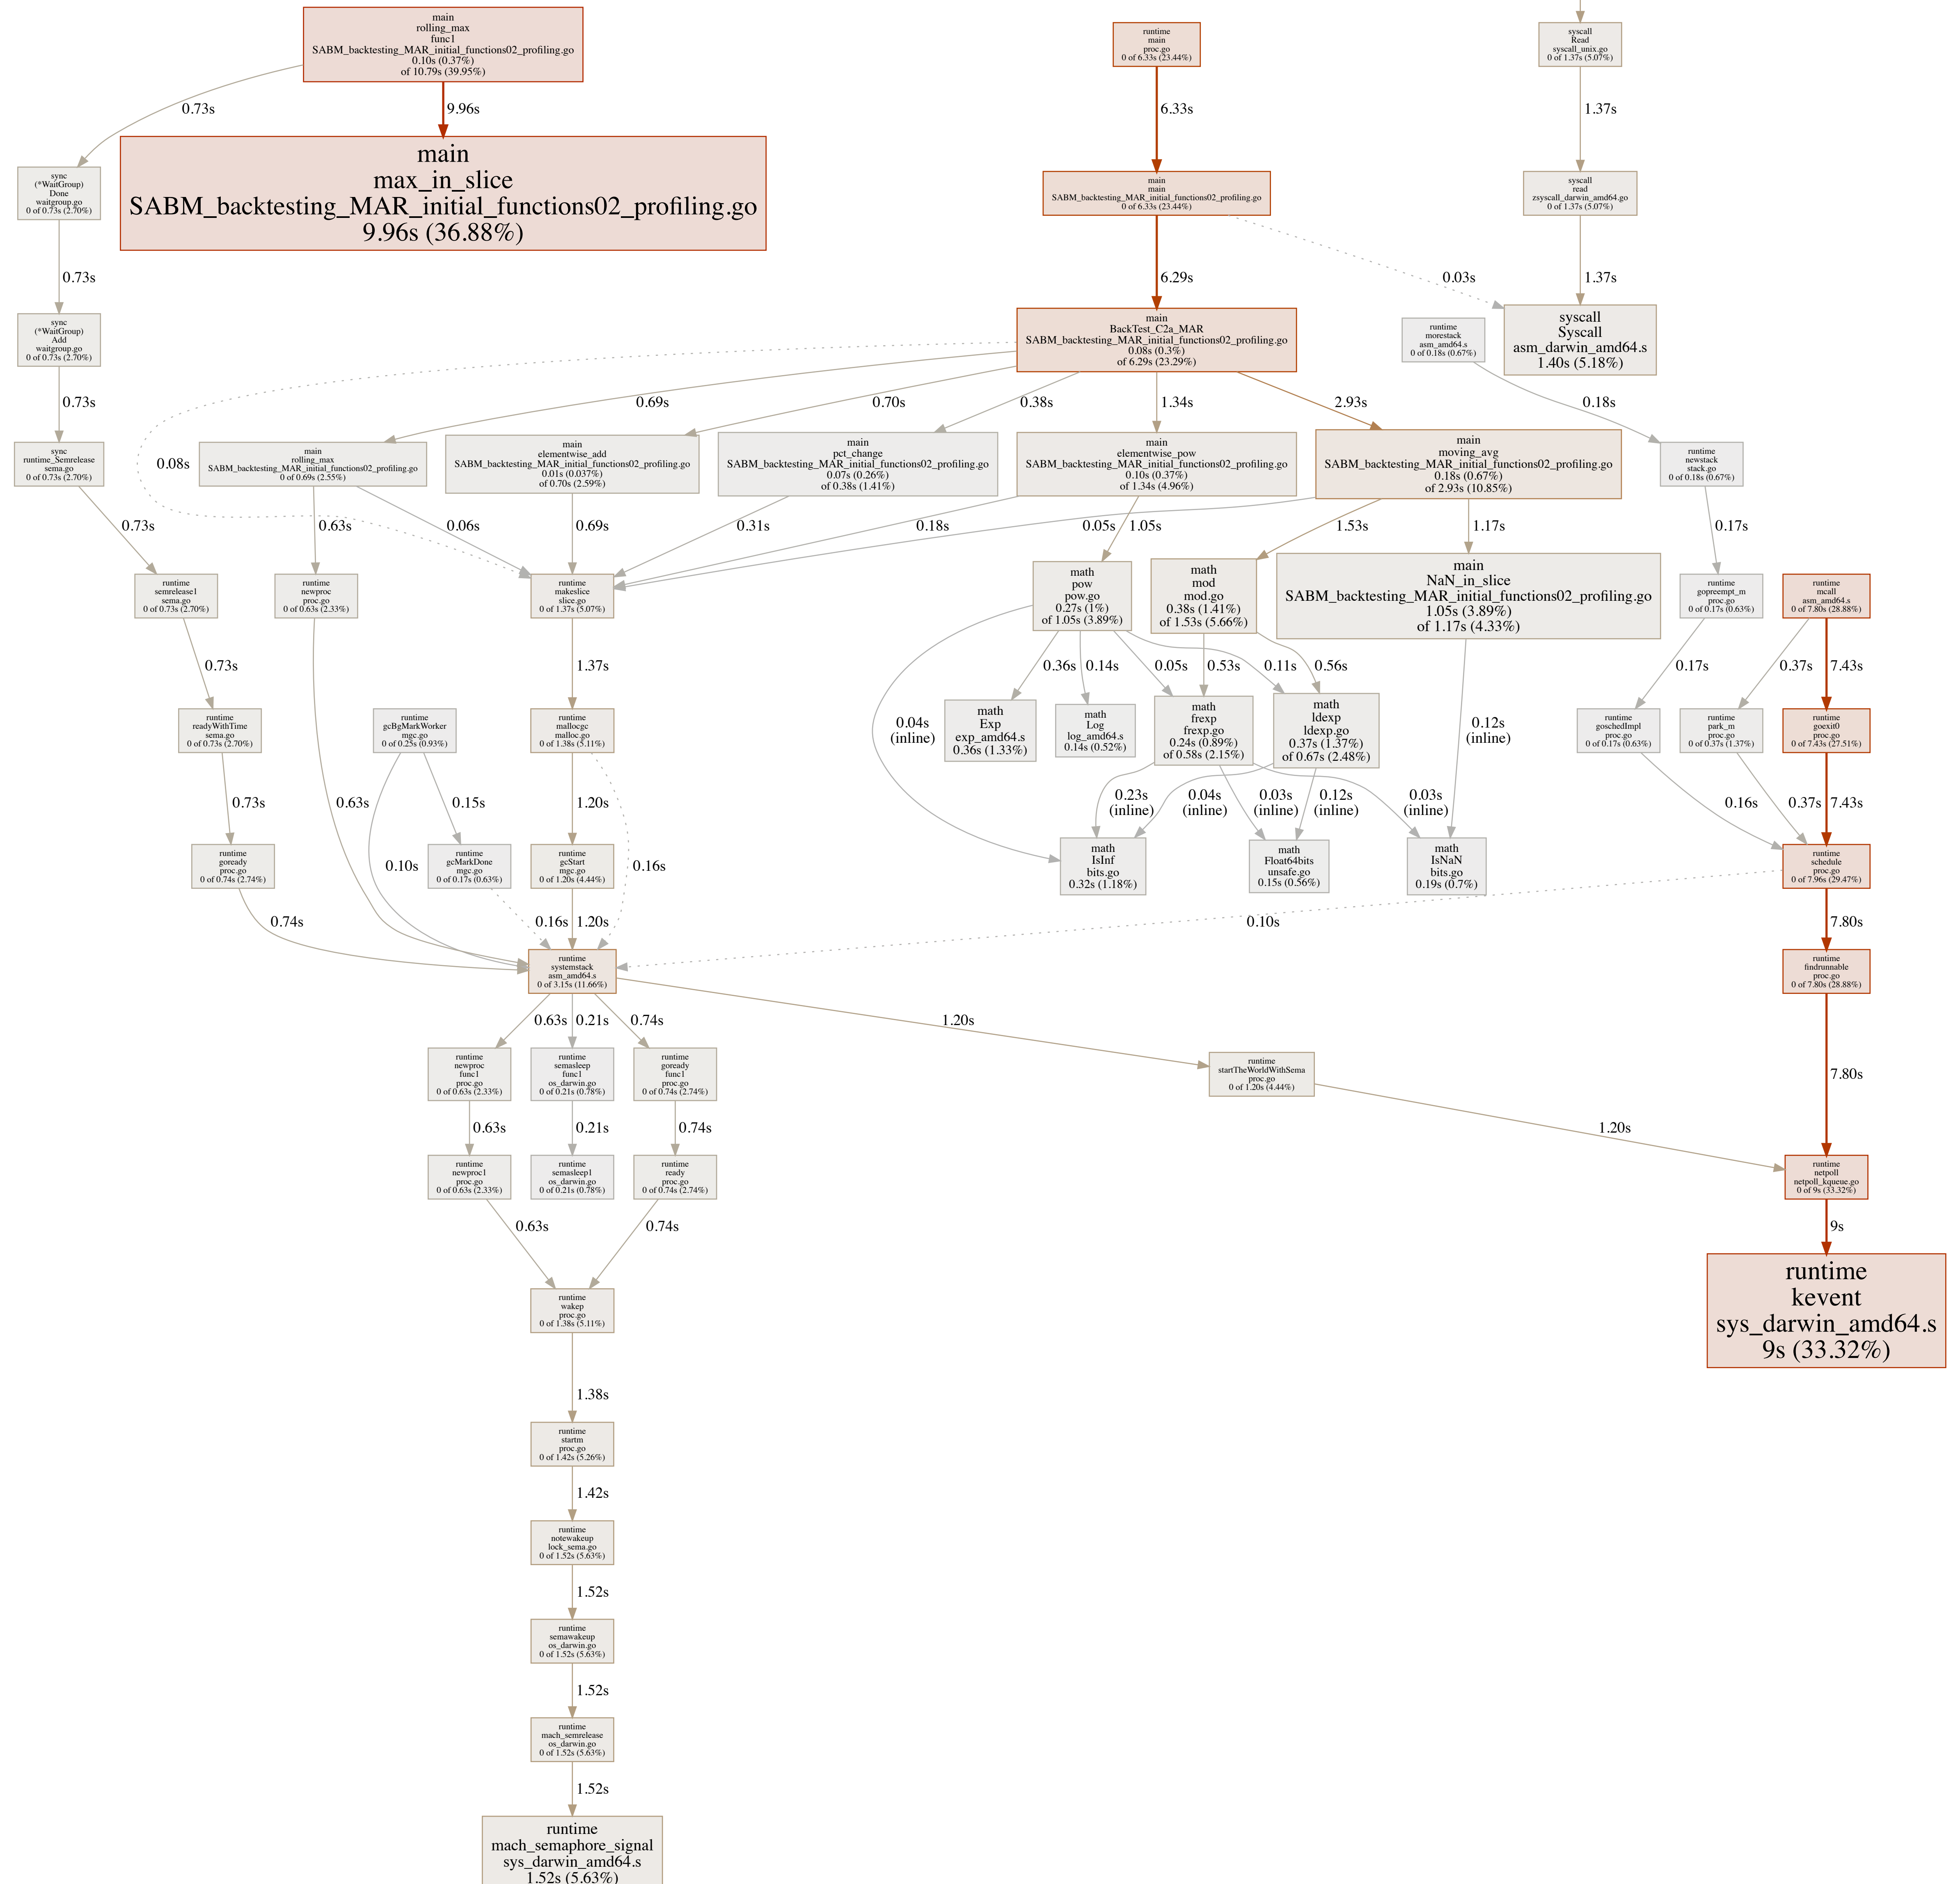 main
rolling_max
func1
SABM_backtesting_MAR_initial_functions02_profiling.go
0.10s (0.37%)
of 10.79s (39.95%)
runtime
main
proc.go
0 of 6.33s (23.44%)
syscall
Read
syscall_unix.go
0 of 1.37s (5.07%)
0.73s
9.96s
6.33s
1.37s
main
max_in_slice
SABM_backtesting_MAR_initial_functions02_profiling.go
9.96s (36.88%)
sync
(*WaitGroup)
Done
waitgroup.go
0 of 0.73s (2.70%)
main
main
SABM_backtesting_MAR_initial_functions02_profiling.go
0 of 6.33s (23.44%)
syscall
read
zsyscall_darwin_amd64.go
0 of 1.37s (5.07%)
0.73s
6.29s
0.03s
1.37s
sync
(*WaitGroup)
Add
waitgroup.go
0 of 0.73s (2.70%)
main
BackTest_C2a_MAR
SABM_backtesting_MAR_initial_functions02_profiling.go
0.08s (0.3%)
of 6.29s (23.29%)
runtime
morestack
asm_amd64.s
0 of 0.18s (0.67%)
syscall
Syscall
asm_darwin_amd64.s
1.40s (5.18%)
0.73s
0.69s
0.70s
0.38s
1.34s
2.93s
0.18s
sync
runtime_Semrelease
sema.go
0 of 0.73s (2.70%)
0.08s
main
rolling_max
SABM_backtesting_MAR_initial_functions02_profiling.go
0 of 0.69s (2.55%)
main
elementwise_add
SABM_backtesting_MAR_initial_functions02_profiling.go
0.01s (0.037%)
of 0.70s (2.59%)
main
pct_change
SABM_backtesting_MAR_initial_functions02_profiling.go
0.07s (0.26%)
of 0.38s (1.41%)
main
elementwise_pow
SABM_backtesting_MAR_initial_functions02_profiling.go
0.10s (0.37%)
of 1.34s (4.96%)
main
moving_avg
SABM_backtesting_MAR_initial_functions02_profiling.go
0.18s (0.67%)
of 2.93s (10.85%)
runtime
newstack
stack.go
0 of 0.18s (0.67%)
0.73s
0.63s
0.06s
0.69s
0.31s
0.18s
0.05s
1.05s
1.53s
1.17s
0.17s
runtime
semrelease1
sema.go
0 of 0.73s (2.70%)
runtime
newproc
proc.go
0 of 0.63s (2.33%)
runtime
makeslice
slice.go
0 of 1.37s (5.07%)
math
pow
pow.go
0.27s (1%)
of 1.05s (3.89%)
math
mod
mod.go
0.38s (1.41%)
of 1.53s (5.66%)
main
NaN_in_slice
SABM_backtesting_MAR_initial_functions02_profiling.go
1.05s (3.89%)
of 1.17s (4.33%)
runtime
gopreempt_m
proc.go
0 of 0.17s (0.63%)
runtime
mcall
asm_amd64.s
0 of 7.80s (28.88%)
0.73s
1.37s
0.36s
0.14s
0.05s
0.53s
0.11s
0.56s
0.17s
0.37s
7.43s
runtime
readyWithTime
sema.go
0 of 0.73s (2.70%)
runtime
gcBgMarkWorker
mgc.go
0 of 0.25s (0.93%)
runtime
mallocgc
malloc.go
0 of 1.38s (5.11%)
0.04s
(inline)
math
Exp
exp_amd64.s
0.36s (1.33%)
math
Log
log_amd64.s
0.14s (0.52%)
math
frexp
frexp.go
0.24s (0.89%)
of 0.58s (2.15%)
math
ldexp
ldexp.go
0.37s (1.37%)
of 0.67s (2.48%)
0.12s
(inline)
runtime
goschedImpl
proc.go
0 of 0.17s (0.63%)
runtime
park_m
proc.go
0 of 0.37s (1.37%)
runtime
goexit0
proc.go
0 of 7.43s (27.51%)
0.73s
0.63s
0.15s
1.20s
0.23s
(inline)
0.04s
(inline)
0.03s
(inline)
0.12s
(inline)
0.03s
(inline)
0.16s
0.37s
7.43s
runtime
goready
proc.go
0 of 0.74s (2.74%)
0.10s
runtime
gcMarkDone
mgc.go
0 of 0.17s (0.63%)
runtime
gcStart
mgc.go
0 of 1.20s (4.44%)
0.16s
math
IsInf
bits.go
0.32s (1.18%)
math
Float64bits
unsafe.go
0.15s (0.56%)
math
IsNaN
bits.go
0.19s (0.7%)
runtime
schedule
proc.go
0 of 7.96s (29.47%)
0.74s
0.16s
1.20s
0.10s
7.80s
runtime
systemstack
asm_amd64.s
0 of 3.15s (11.66%)
runtime
findrunnable
proc.go
0 of 7.80s (28.88%)
0.63s
0.21s
0.74s
1.20s
runtime
newproc
func1
proc.go
0 of 0.63s (2.33%)
runtime
semasleep
func1
os_darwin.go
0 of 0.21s (0.78%)
runtime
goready
func1
proc.go
0 of 0.74s (2.74%)
runtime
startTheWorldWithSema
proc.go
0 of 1.20s (4.44%)
7.80s
0.63s
0.21s
0.74s
1.20s
runtime
newproc1
proc.go
0 of 0.63s (2.33%)
runtime
semasleep1
os_darwin.go
0 of 0.21s (0.78%)
runtime
ready
proc.go
0 of 0.74s (2.74%)
runtime
netpoll
netpoll_kqueue.go
0 of 9s (33.32%)
0.63s
0.74s
9s
runtime
wakep
proc.go
0 of 1.38s (5.11%)
runtime
kevent
sys_darwin_amd64.s
9s (33.32%)
1.38s
runtime
startm
proc.go
0 of 1.42s (5.26%)
1.42s
runtime
notewakeup
lock_sema.go
0 of 1.52s (5.63%)
1.52s
runtime
semawakeup
os_darwin.go
0 of 1.52s (5.63%)
1.52s
runtime
mach_semrelease
os_darwin.go
0 of 1.52s (5.63%)
1.52s
runtime
mach_semaphore_signal
sys_darwin_amd64.s
1.52s (5.63%)